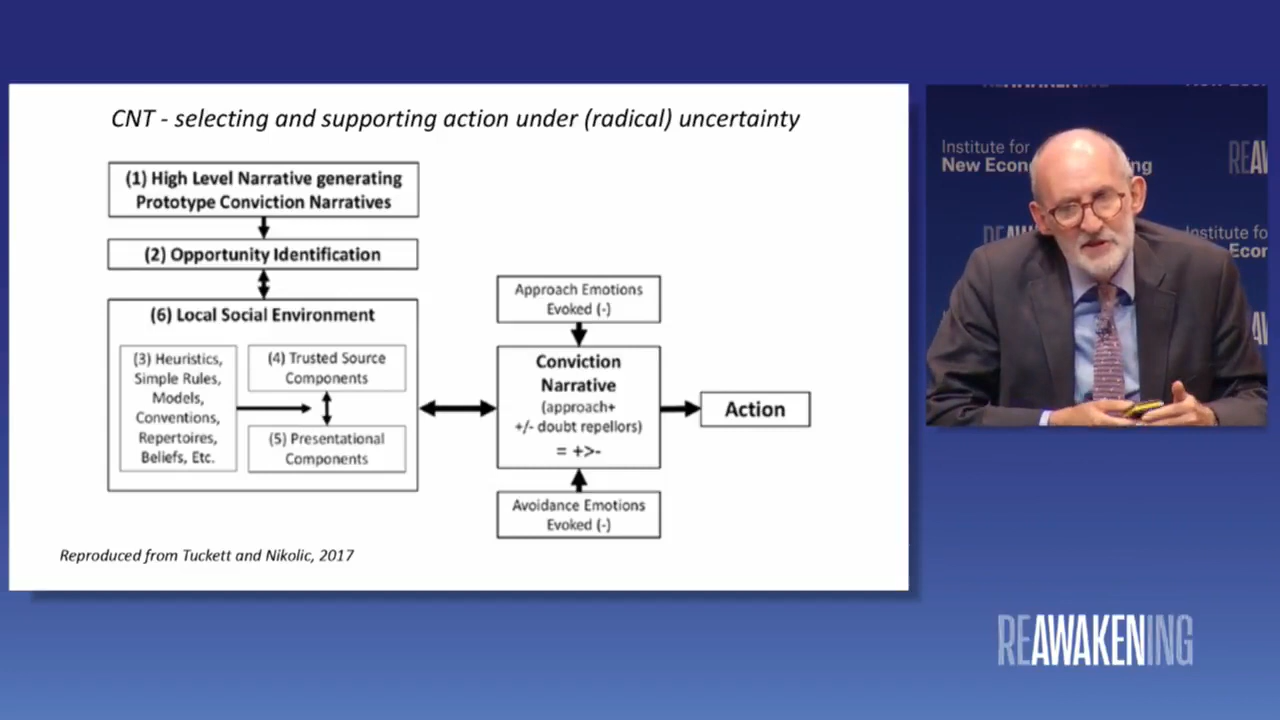 CNT - selecting and supporting action under (radical) uncertainty
(1) High Level Narrative generating
Prototype Conviction Narratives
(2) Opportunity Identification
(6) Local Social Environment
(3) Heuristics,
Simple Rules,
Models,
Conventions,
Repertoires,
Beliefs, Etc.
(4) Trusted Source
Components
(5) Presentational
Components
Approach Emotions
Evoked (-)
Conviction
Narrative
(approach+
+/- doubt repellors)
= +>-
Avoidance Emotions
Evoked (-)
Action
Reproduced from Tuckett and Nikolic, 2017
Institute for
New Econ
ing
REAWAKENING